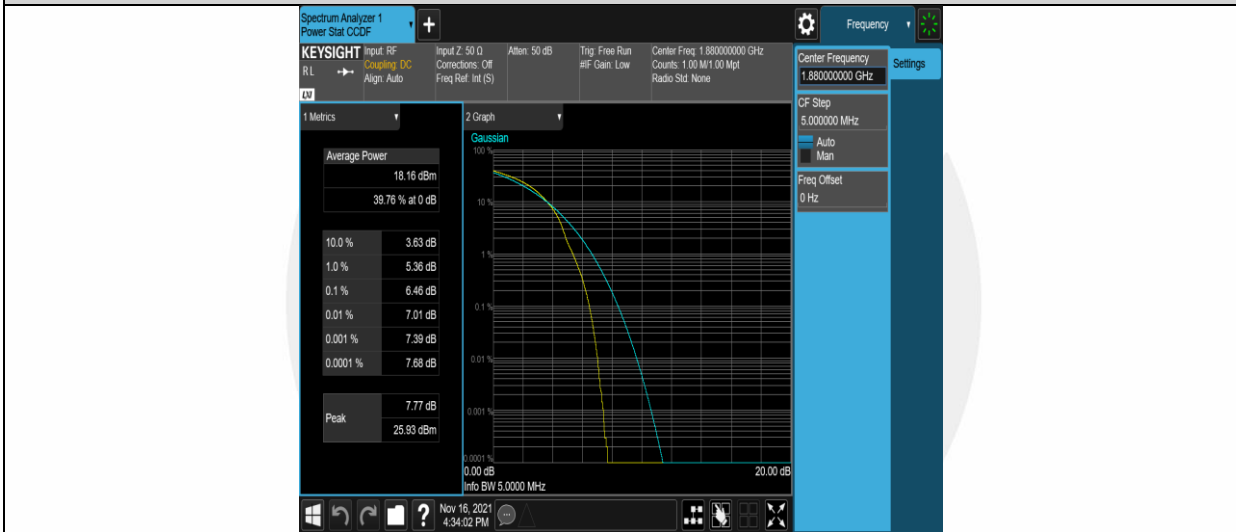 Spectrum Analyzer 1
Power Stat CCDF
+
Frequency
KEYSIGHT
RL
LXI
Input: RF
Coupling: DC
Align: Auto
Input Z: 50 Ω
Corrections: Off
Freq Ref: Int (S)
Atten: 50 dB
Trig: Free Run
#IF Gain: Low
Center Freq: 1.880000000 GHz
Counts: 1.00 M/1.00 Mpt
Radio Std: None
Center Frequency
1.880000000 GHz
Settings
CF Step
5.000000 MHz
Auto
Man
Freq Offset
0 Hz
1 Metrics
Average Power
18.16 dBm
39.76 % at 0 dB
10.0 % 3.63 dB
1.0 % 5.36 dB
0.1 % 6.46 dB
0.01 % 7.01 dB
0.001 % 7.39 dB
0.0001 % 7.68 dB
Peak
7.77 dB
25.93 dBm
2 Graph
Gaussian
100 %
10 %
1 %
0.1 %
0.01 %
0.001 %
0.0001 %
0.00 dB 20.00 dB
Info BW 5.0000 MHz
?
Nov 16, 2021
4:34:02 PM